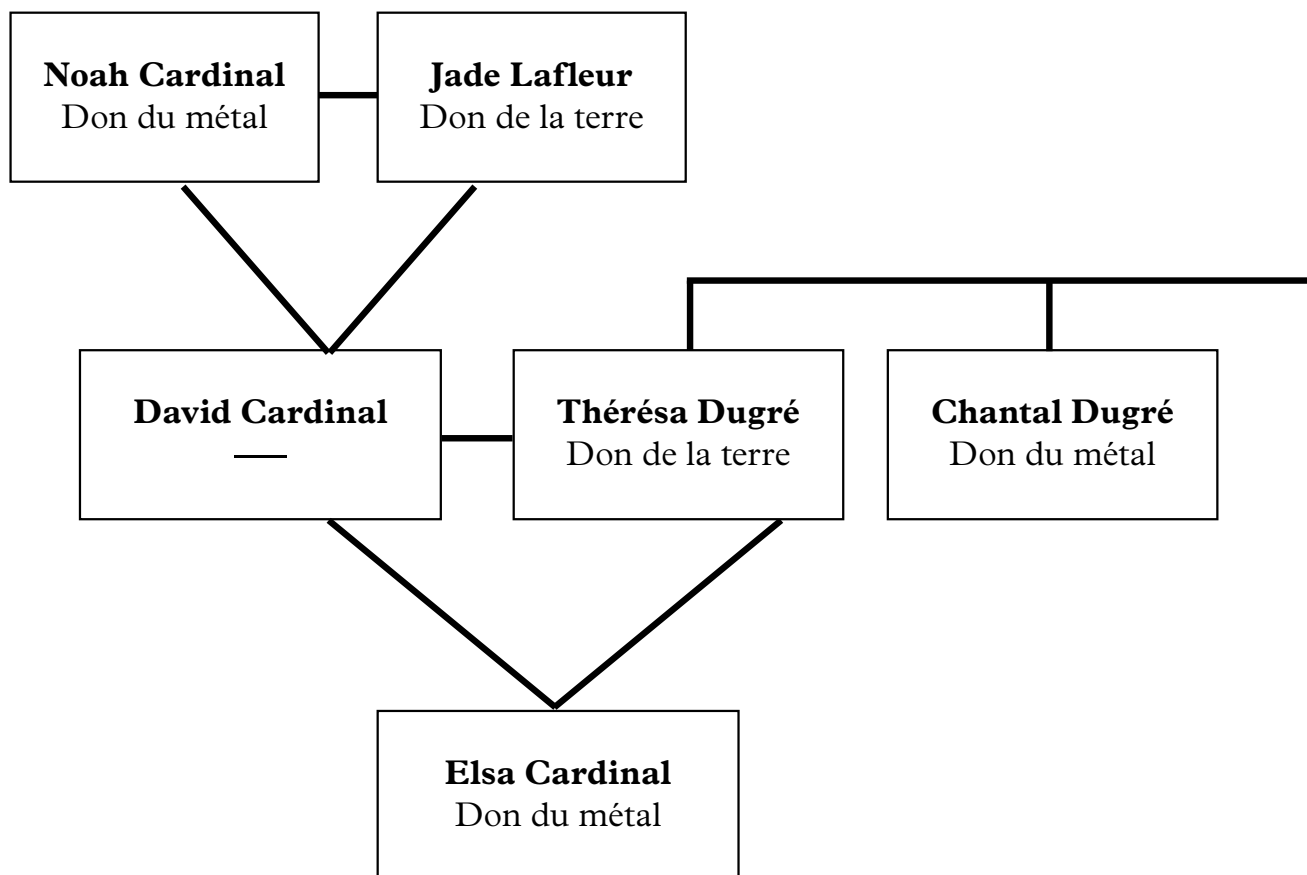 Noah Cardinal
Don du métal
Jade Lafleur
Don de la terre
David Cardinal
—
Thérésa Dugré
Don de la terre
Chantal Dugré
Don du métal
Elsa Cardinal
Don du métal